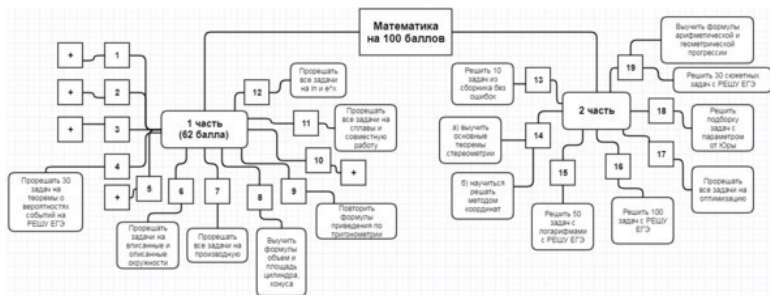 Математика
на 100 баллов
1 часть
(62 балла)
+
1
+
2
+
3
4
Прорешать 30
задач на
теоремы о
вероятностях
событий на
РЕШУ ЕГЭ
+
5
6
Прорешать
задачи на
вписанные и
описанные
окружности
7
Прорешать
все задачи на
производную
8
Выучить
формулы
объем и
площадь
цилиндра,
конуса
9
Повторить
формулы
приведения по
тригонометрии
10
+
11
Прорешать
все задачи на
сплавы и
совместную
работу
12
Прорешать
все задачи
на ln и e^x
2 часть
13
Решить 10
задач из
сборника без
ошибок
14
а) выучить
основные
теоремы
стереометрии
б) научиться
решать
методом
координат
15
Решить 50
задач с
логарифмами
с РЕШУ ЕГЭ
16
Решить 100
задач с РЕШУ
ЕГЭ
17
Прорешать
все задачи на
оптимизацию
18
Решить
подборку
задач с
параметром
от Юры
19
Выучить формулы
арифметической и
геометрической
прогрессии
Решить 30 сюжетных
задач с РЕШУ ЕГЭ